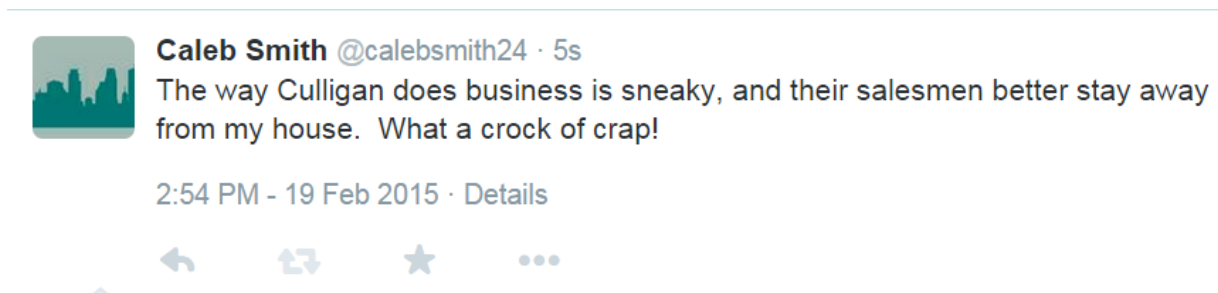 Caleb Smith @calebsmith24 · 5s
The way Culligan does business is sneaky, and their salesmen better stay away
from my house.  What a crock of crap!
2:54 PM - 19 Feb 2015 · Details